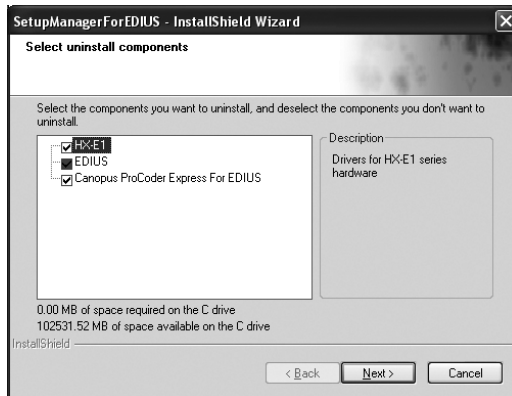 SetupManagerForEDIUS - InstallShield Wizard
Select uninstall components
Select the components you want to uninstall, and deselect the components you don't want to
uninstall.
HX-E1
EDIUS
Canopus ProCoder Express For EDIUS
Description
Drivers for HX-E1 series
hardware
0.00 MB of space required on the C drive
102531.52 MB of space available on the C drive
InstallShield
< Back
Next >
Cancel